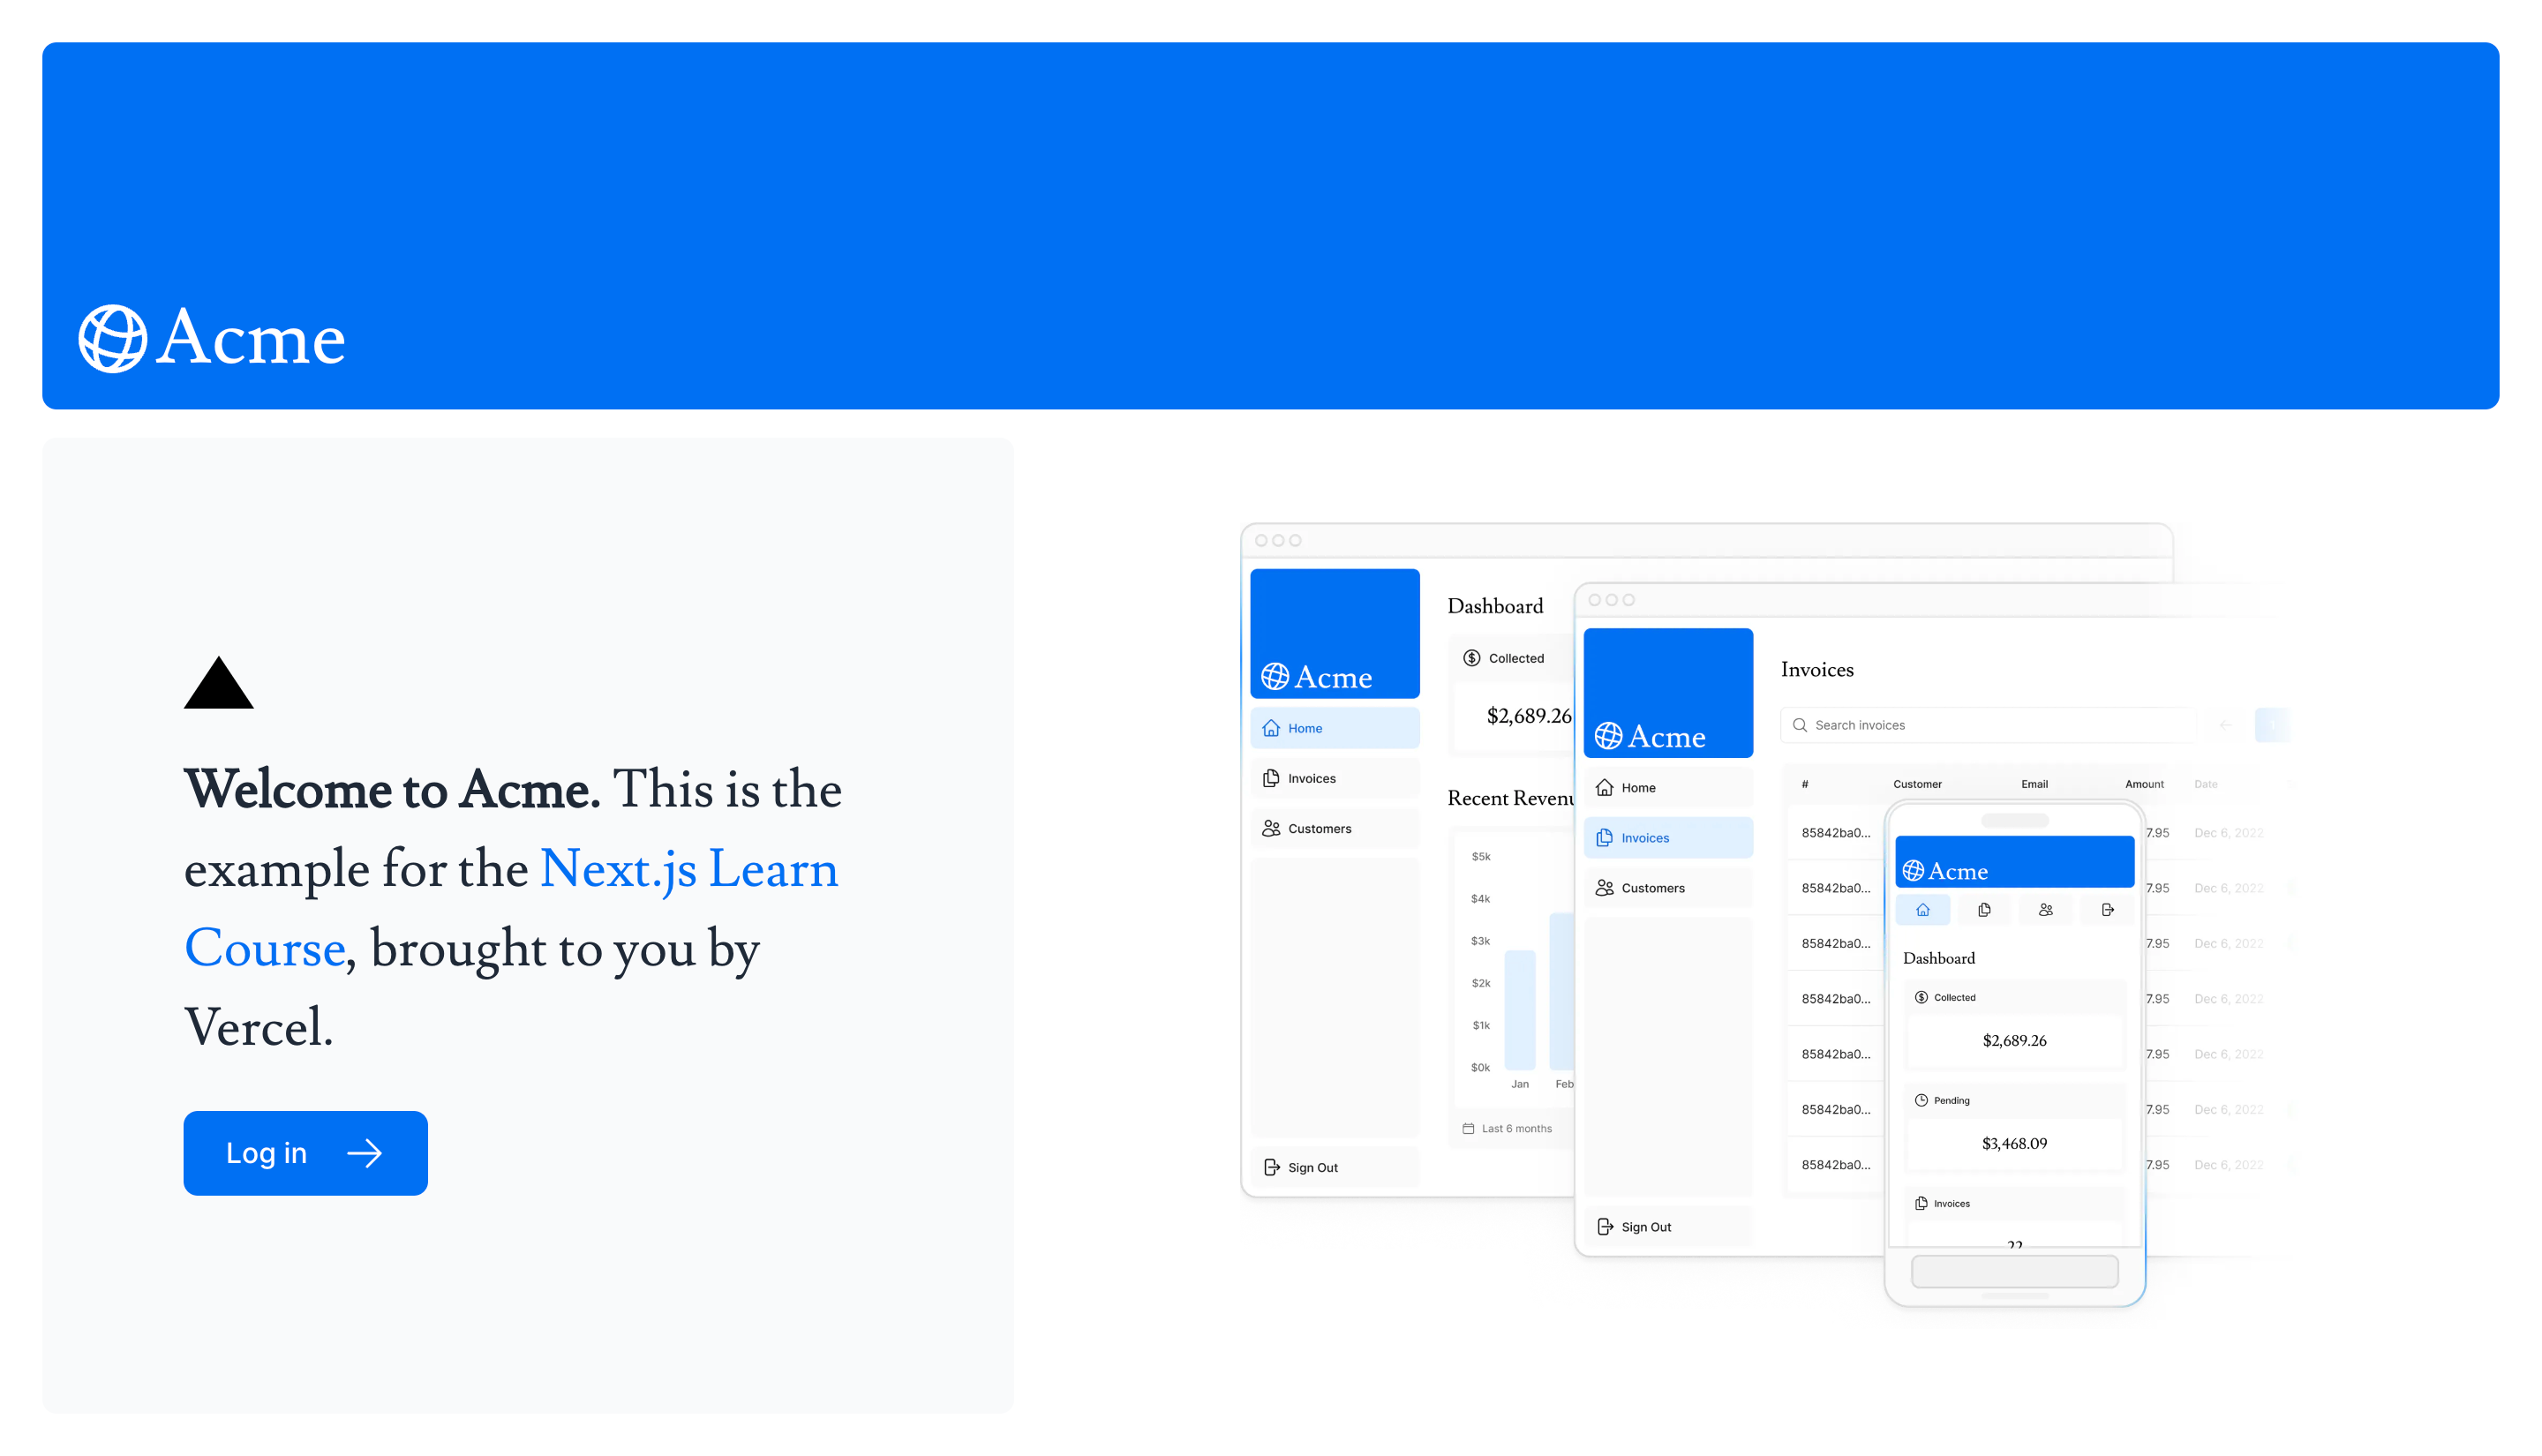 Acme
Welcome to Acme. This is the
example for the Next.js Learn
Course, brought to you by
Vercel.
Log in
Acme
Home
Invoices
Customers
Sign Out
Dashboard
Collected
$2,689.26
Recent Revenu
$5k
$4k
$3k
$2k
$1k
$0k
Jan Feb
Last 6 months
Acme
Home
Invoices
Customers
Sign Out
Invoices
Search invoices
# Customer Email Amount Date
85842ba0... 7.95 Dec 6, 2022
85842ba0... 7.95 Dec 6, 2022
85842ba0... 7.95 Dec 6, 2022
85842ba0... 7.95 Dec 6, 2022
85842ba0... 7.95 Dec 6, 2022
85842ba0... 7.95 Dec 6, 2022
85842ba0... 7.95 Dec 6, 2022
Acme
Dashboard
Collected
$2,689.26
Pending
$3,468.09
Invoices
22